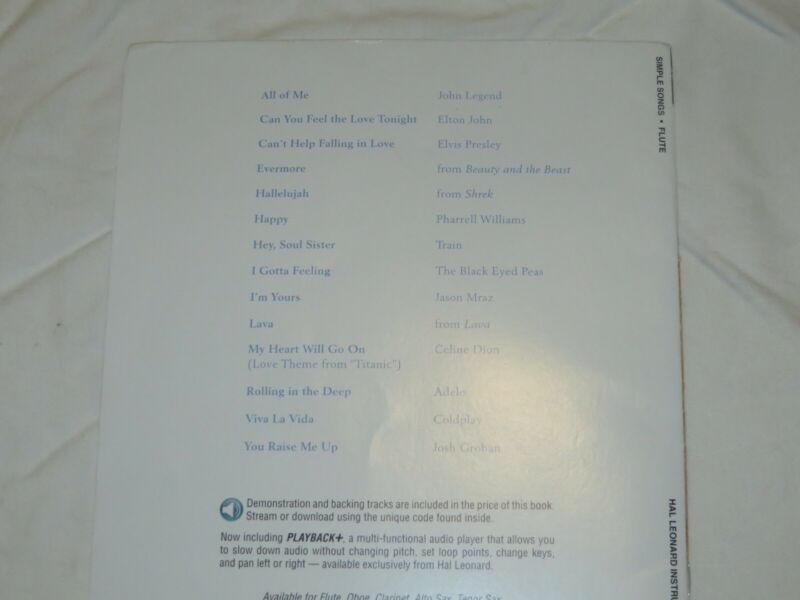 All of Me John Legend
Can You Feel the Love Tonight Elton John
Can't Help Falling in Love Elvis Presley
Evermore from Beauty and the Beast
Hallelujah from Shrek
Happy Pharrell Williams
Hey, Soul Sister Train
I Gotta Feeling The Black Eyed Peas
I'm Yours Jason Mraz
Lava from Lava
My Heart Will Go On Celine Dion
(Love Theme from "Titanic")
Rolling in the Deep Adele
Viva La Vida Coldplay
You Raise Me Up Josh Groban
Demonstration and backing tracks are included in the price of this book.
Stream or download using the unique code found inside.
Now including PLAYBACK+, a multi-functional audio player that allows you
to slow down audio without changing pitch, set loop points, change keys,
and pan left or right — available exclusively from Hal Leonard.
Available for Flute, Oboe, Clarinet, Alto Sax, Tenor Sax,
SIMPLE SONGS • FLUTE
HAL LEONARD INSTRU